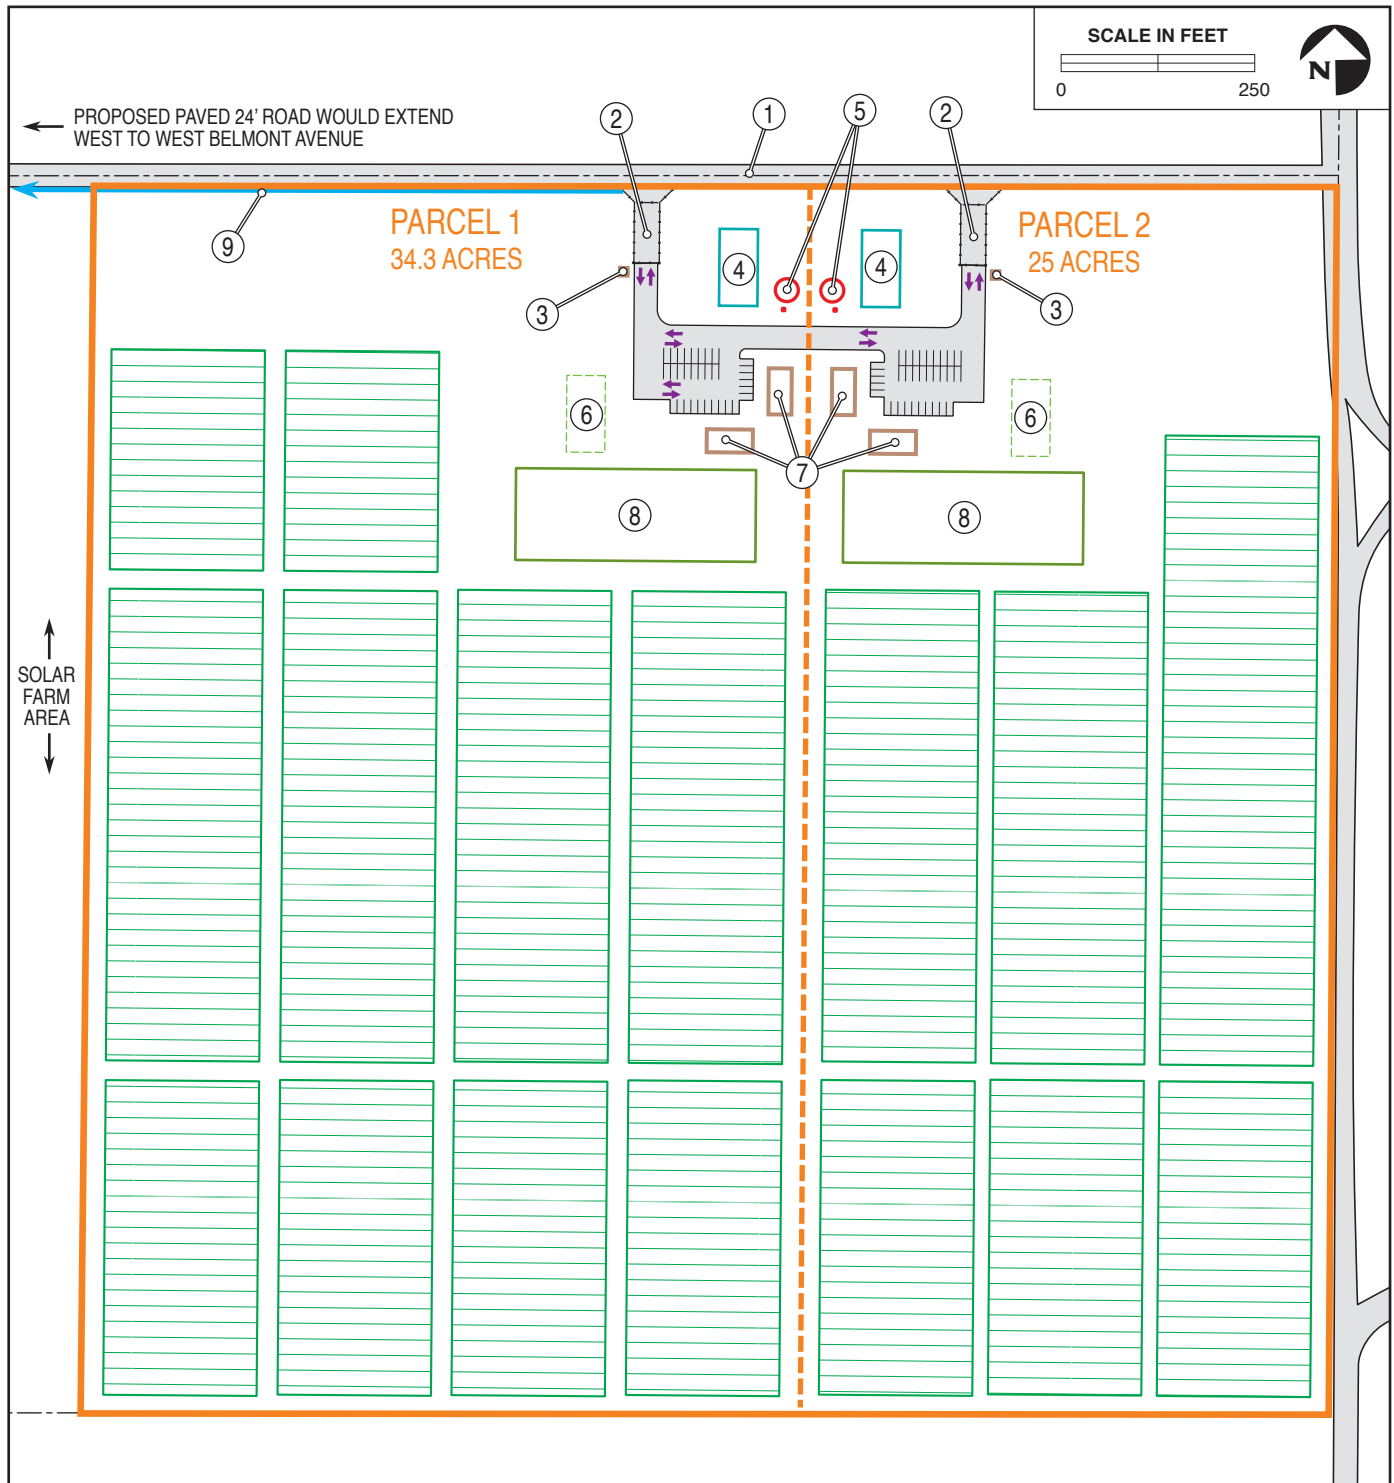 SCALE IN FEET
0 250
N
PROPOSED PAVED 24' ROAD WOULD EXTEND
WEST TO WEST BELMONT AVENUE
2
1
5
2
9
PARCEL 1
34.3 ACRES
PARCEL 2
25 ACRES
4
4
3
3
6
6
7
8
8
SOLAR
FARM
AREA